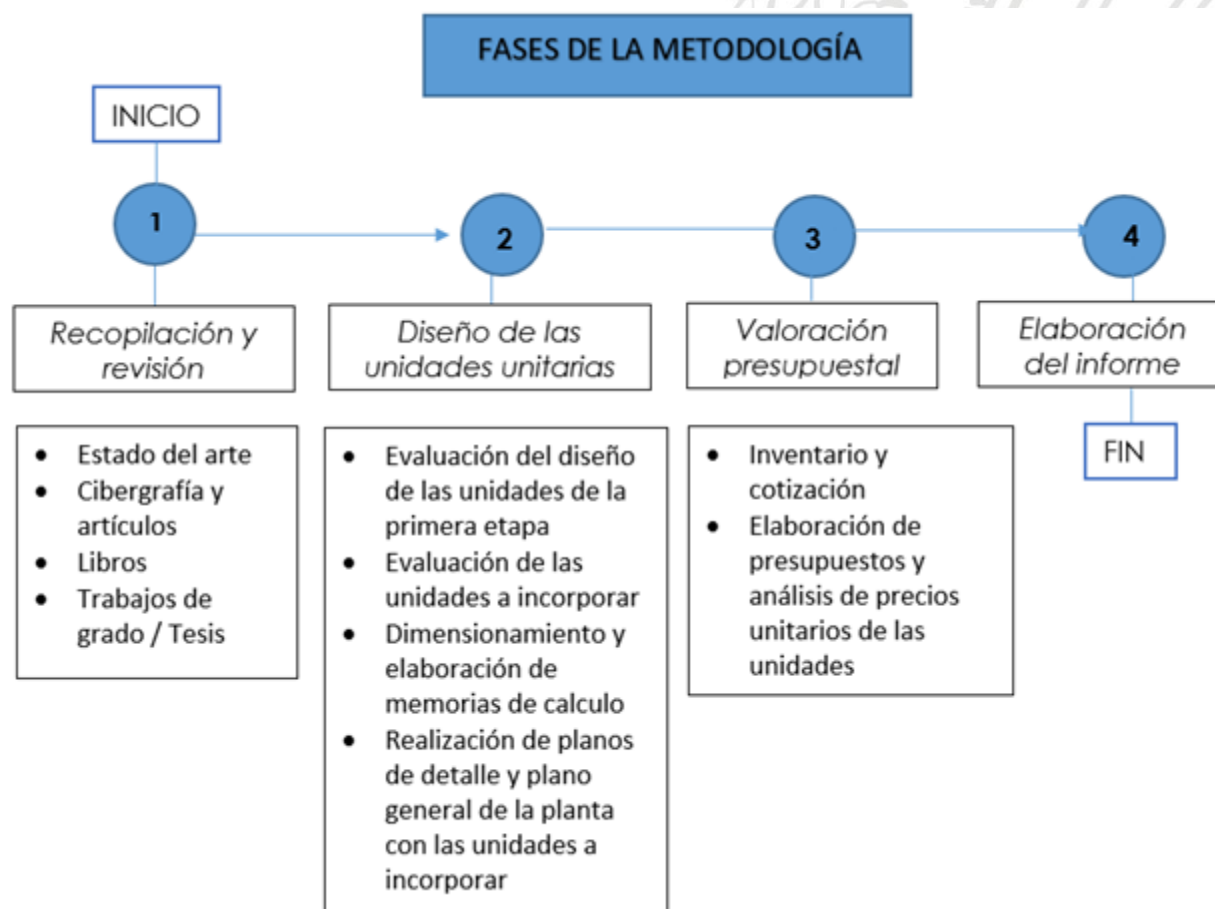 FASES DE LA METODOLOGÍA
INICIO
1
2
3
4
Recopilación y
revisión
Diseño de las
unidades unitarias
Valoración
presupuestal
Elaboración
del informe
• Estado del arte
• Cibergrafía y
artículos
• Libros
• Trabajos de
grado / Tesis
• Evaluación del diseño
de las unidades de la
primera etapa
• Evaluación de las
unidades a incorporar
• Dimensionamiento y
elaboración de
memorias de calculo
• Realización de planos
de detalle y plano
general de la planta
con las unidades a
incorporar
• Inventario y
cotización
• Elaboración de
presupuestos y
análisis de precios
unitarios de las
unidades
FIN